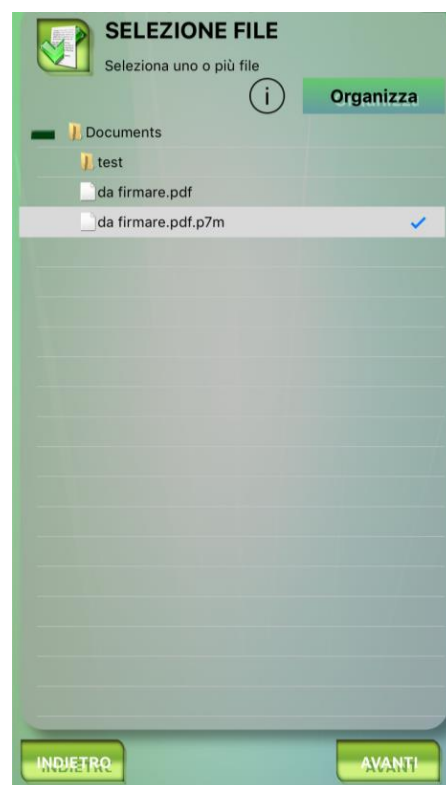 SELEZIONE FILE
Seleziona uno o più file
i
Organizza
Documents
test
da firmare.pdf
da firmare.pdf.p7m
INDIETRO
AVANTI